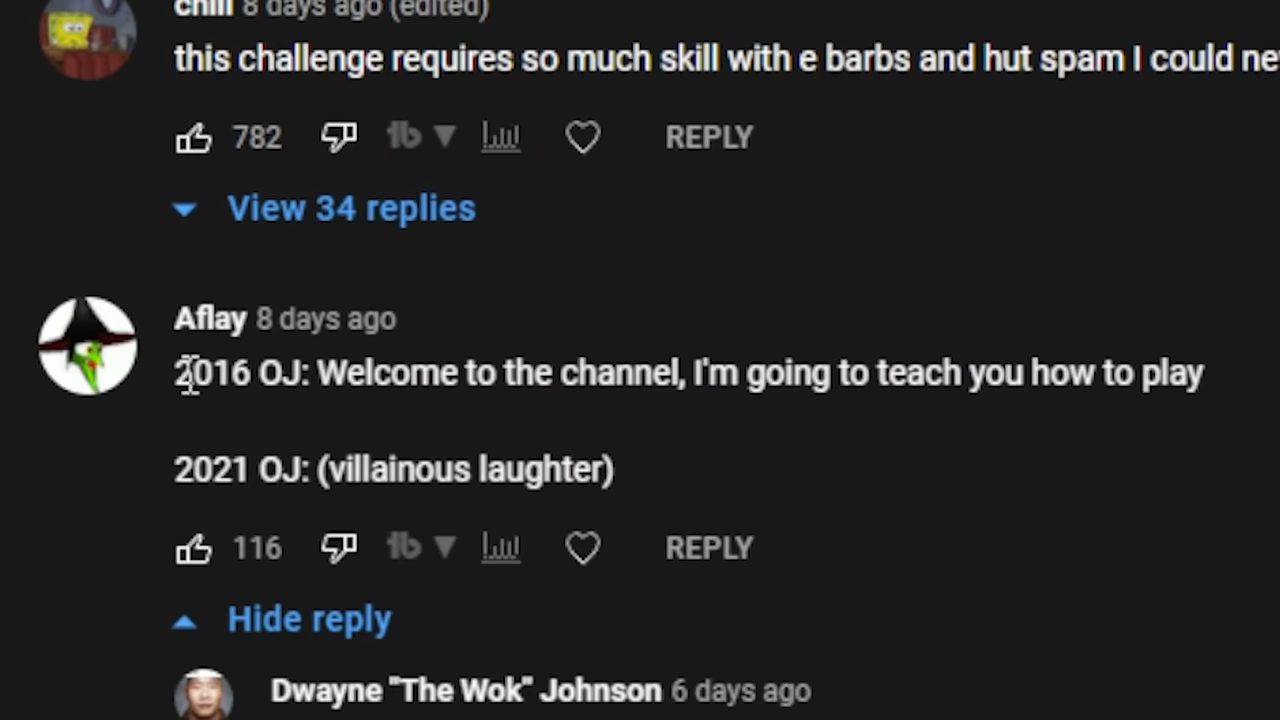 chill 8 days ago (edited)
this challenge requires so much skill with e barbs and hut spam I could ne
782 REPLY
View 34 replies
Aflay 8 days ago
2016 OJ: Welcome to the channel, I'm going to teach you how to play
2021 OJ: (villainous laughter)
116 REPLY
Hide reply
Dwayne "The Wok" Johnson 6 days ago